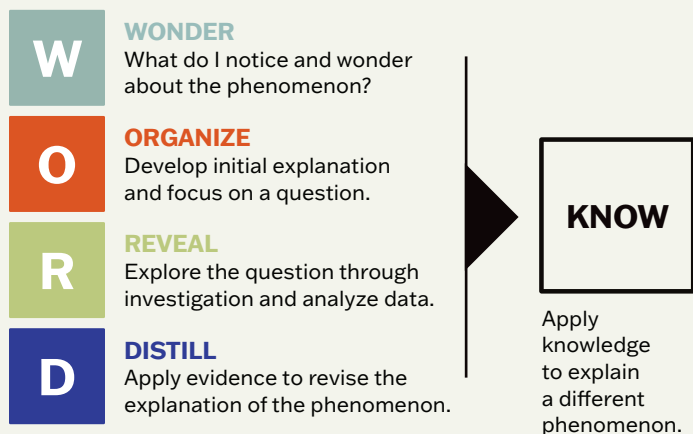 W
WONDER
What do I notice and wonder
about the phenomenon?
O
ORGANIZE
Develop initial explanation
and focus on a question.
R
REVEAL
Explore the question through
investigation and analyze data.
D
DISTILL
Apply evidence to revise the
explanation of the phenomenon.
KNOW
Apply
knowledge
to explain
a different
phenomenon.